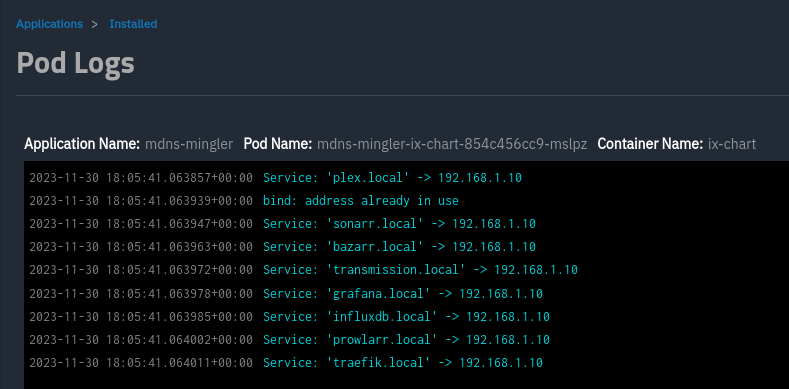 Applications > Installed
Pod Logs
Application Name: mdns-mingler Pod Name: mdns-mingler-ix-chart-854c456cc9-mslpz Container Name: ix-chart
2023-11-30 18:05:41.063857+00:00 Service: 'plex.local' -> 192.168.1.10
2023-11-30 18:05:41.063939+00:00 bind: address already in use
2023-11-30 18:05:41.063947+00:00 Service: 'sonarr.local' -> 192.168.1.10
2023-11-30 18:05:41.063963+00:00 Service: 'bazarr.local' -> 192.168.1.10
2023-11-30 18:05:41.063972+00:00 Service: 'transmission.local' -> 192.168.1.10
2023-11-30 18:05:41.063978+00:00 Service: 'grafana.local' -> 192.168.1.10
2023-11-30 18:05:41.063985+00:00 Service: 'influxdb.local' -> 192.168.1.10
2023-11-30 18:05:41.064002+00:00 Service: 'prowlarr.local' -> 192.168.1.10
2023-11-30 18:05:41.064011+00:00 Service: 'traefik.local' -> 192.168.1.10